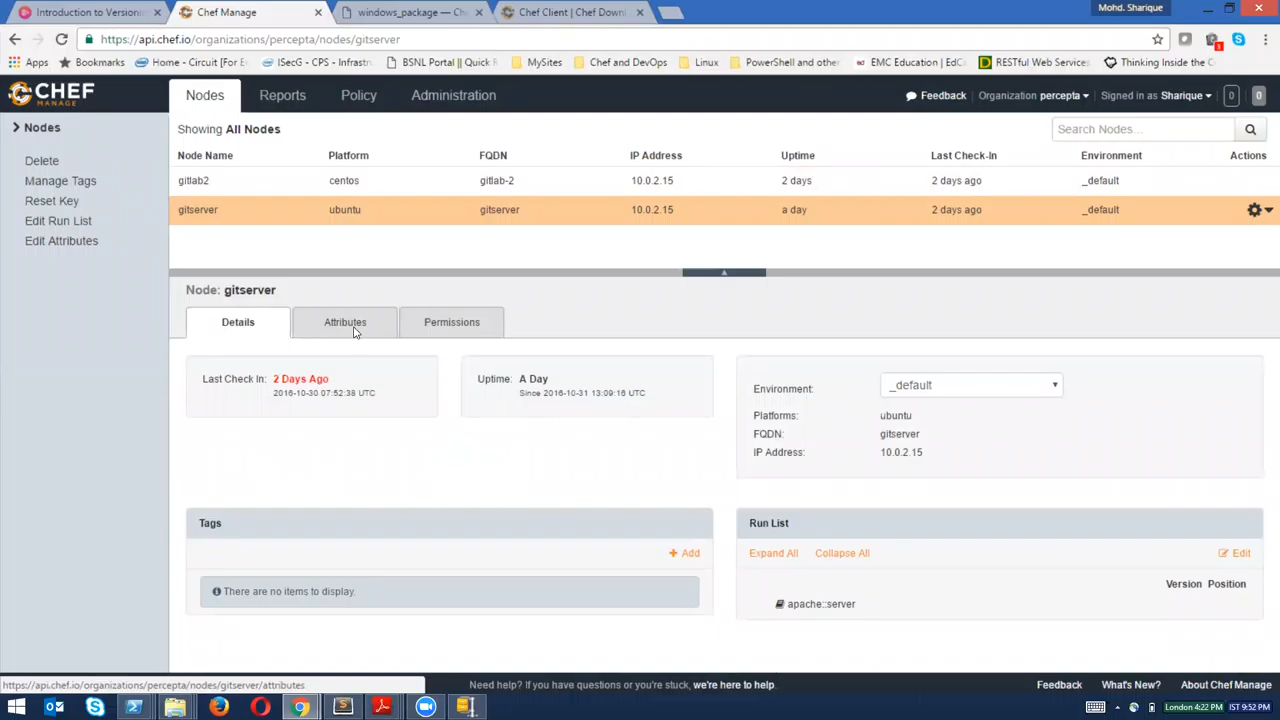 Mohd. Sharique
Introduction to Version
Chef Manage
windows_package — Ch
Chef Client | Chef Down
https://api.chef.io/organizations/percepta/nodes/gitserver
Apps
Bookmarks
Home - Circuit [For E
ISecG - CPS - Infrastr
BSNL Portal || Quick R
MySites
Chef and DevOps
Linux
PowerShell and other
EMC Education | EdC
RESTful Web Services
Thinking Inside the C
CHEF
MANAGE
Nodes
Reports
Policy
Administration
Feedback
Organization percepta
Signed in as Sharique
0
0
Nodes
Delete
Manage Tags
Reset Key
Edit Run List
Edit Attributes
Showing All Nodes
Search Nodes...
Node Name Platform FQDN IP Address Uptime Last Check-In Environment Actions
gitlab2 centos gitlab-2 10.0.2.15 2 days 2 days ago _default
gitserver ubuntu gitserver 10.0.2.15 a day 2 days ago _default
Node: gitserver
Details
Attributes
Permissions
Last Check In: 2 Days Ago
2016-10-30 07:52:38 UTC
Uptime: A Day
Since 2016-10-31 13:09:16 UTC
Environment: _default
Platforms: ubuntu
FQDN: gitserver
IP Address: 10.0.2.15
Tags
Add
There are no items to display.
Run List
Expand All Collapse All Edit
Version Position
apache::server
https://api.chef.io/organizations/percepta/nodes/gitserver/attributes
Need help? If you have questions or you're stuck, we're here to help.
Feedback
What's New?
About Chef Manage
London 4:22 PM
IST 9:52 PM